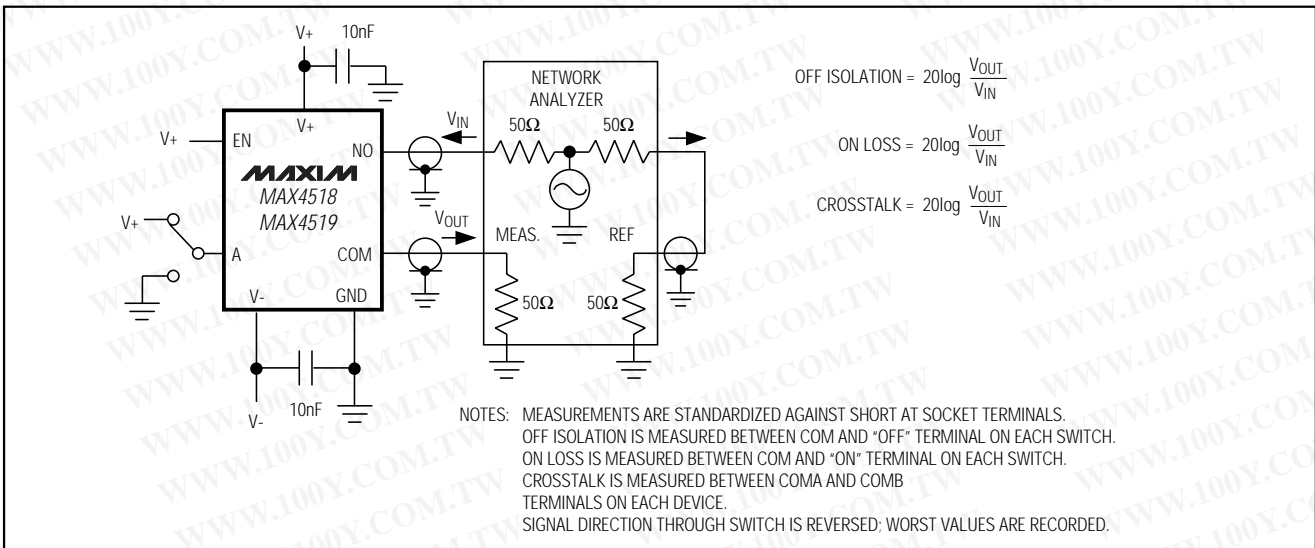 V+ 10nF
NETWORK
ANALYZER
OFF ISOLATION = 20log VOUT
VIN
V+
V+ EN
NO
VIN
50Ω 50Ω
ON LOSS = 20log VOUT
VIN
MAXIM
MAX4518
MAX4519
CROSSTALK = 20log VOUT
VIN
V+
VOUT
MEAS. REF
A COM
V- GND
50Ω 50Ω
10nF
V-
NOTES: MEASUREMENTS ARE STANDARDIZED AGAINST SHORT AT SOCKET TERMINALS.
OFF ISOLATION IS MEASURED BETWEEN COM AND “OFF” TERMINAL ON EACH SWITCH.
ON LOSS IS MEASURED BETWEEN COM AND “ON” TERMINAL ON EACH SWITCH.
CROSSTALK IS MEASURED BETWEEN COMA AND COMB
TERMINALS ON EACH DEVICE.
SIGNAL DIRECTION THROUGH SWITCH IS REVERSED; WORST VALUES ARE RECORDED.
WWW.100Y.COM.TW